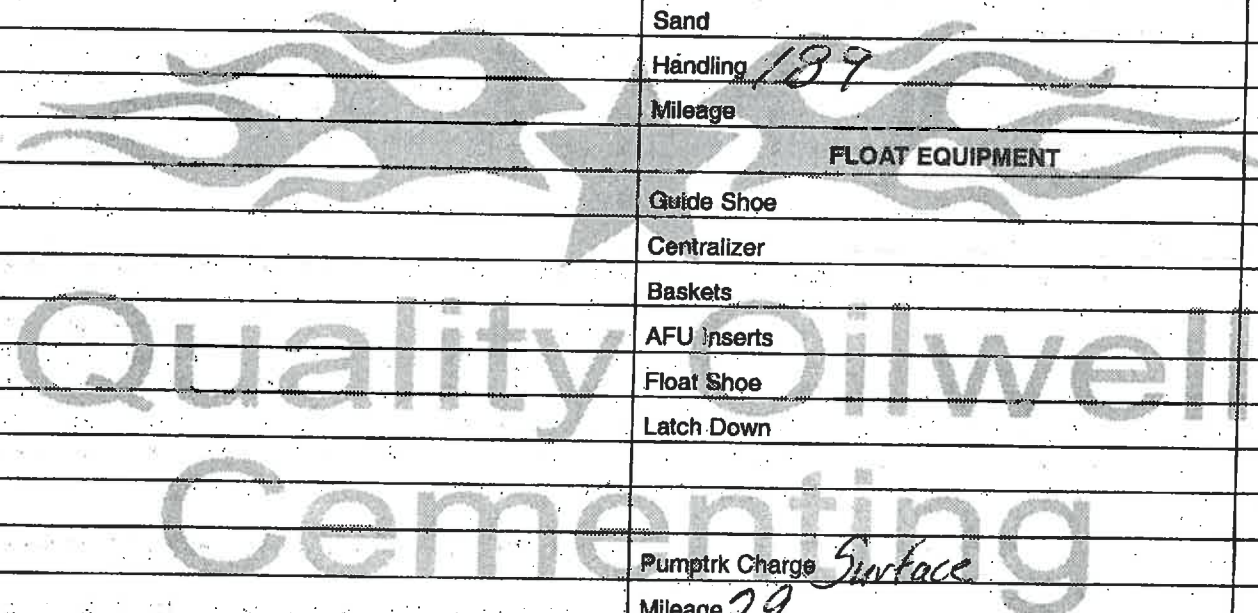 Sand
Handling 189
Mileage
FLOAT EQUIPMENT
Guide Shoe
Centralizer
Baskets
AFU Inserts
Float Shoe
Latch Down
Pumptrk Charge Surface
Mileage 29
Quality Oilwell
Cementing